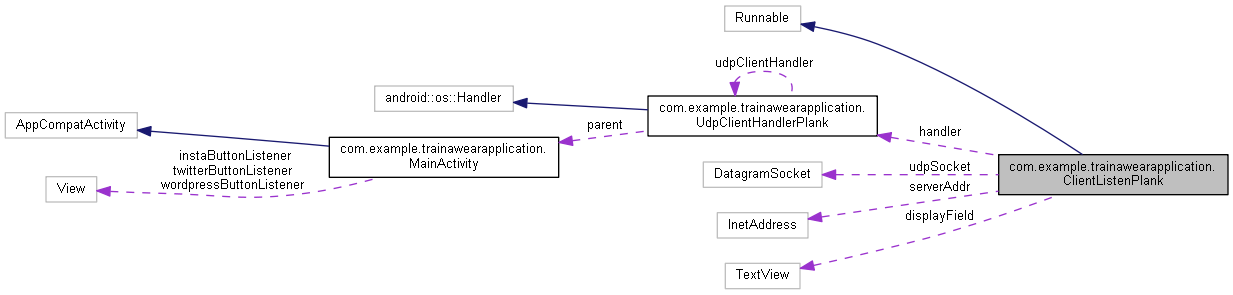 Runnable
udpClientHandler
android::os::Handler
com.example.trainawearapplication.
UdpClientHandlerPlank
AppCompatActivity
parent
handler
com.example.trainawearapplication.
MainActivity
instaButtonListener
twitterButtonListener
wordpressButtonListener
View
com.example.trainawearapplication.
ClientListenPlank
udpSocket
DatagramSocket
serverAddr
InetAddress
displayField
TextView